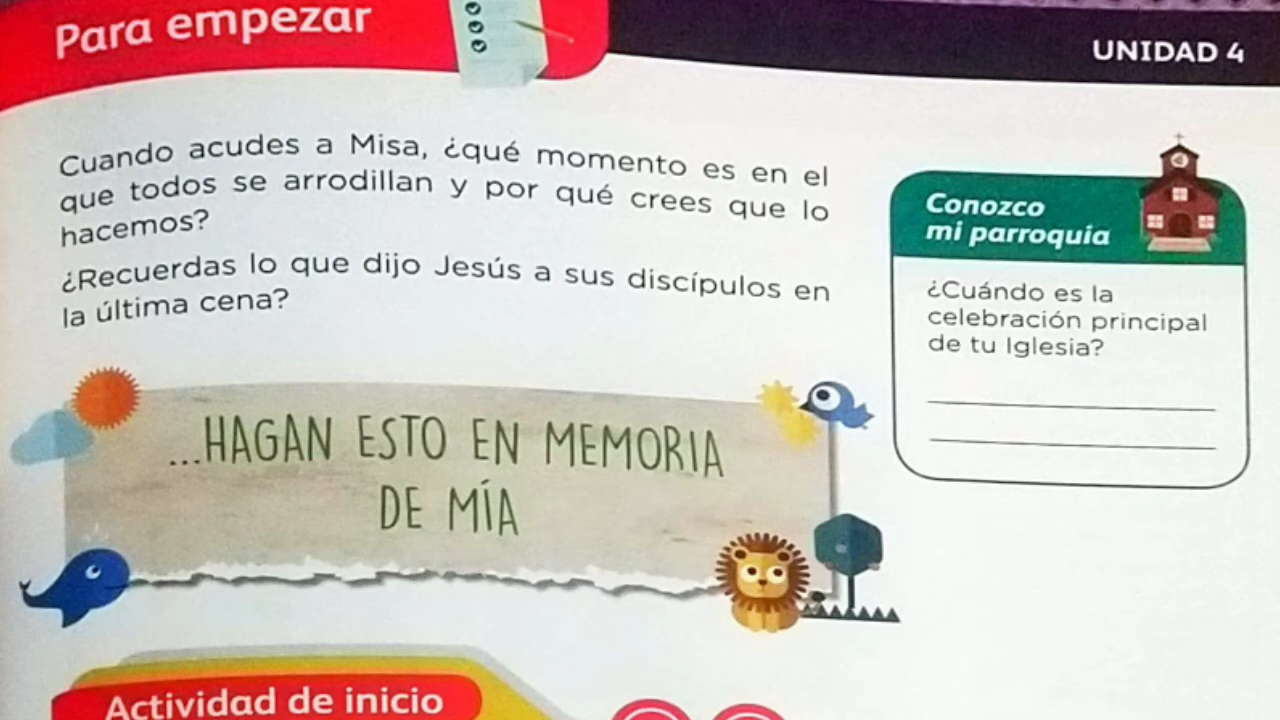 Para empezar
UNIDAD 4
Cuando acudes a Misa, ¿qué momento es en el
que todos se arrodillan y por qué crees que lo
hacemos?
¿Recuerdas lo que dijo Jesús a sus discípulos en
la última cena?
Conozco
mi parroquia
¿Cuándo es la
celebración principal
de tu Iglesia?
...HAGAN ESTO EN MEMORIA
DE MÍA
Actividad de inicio